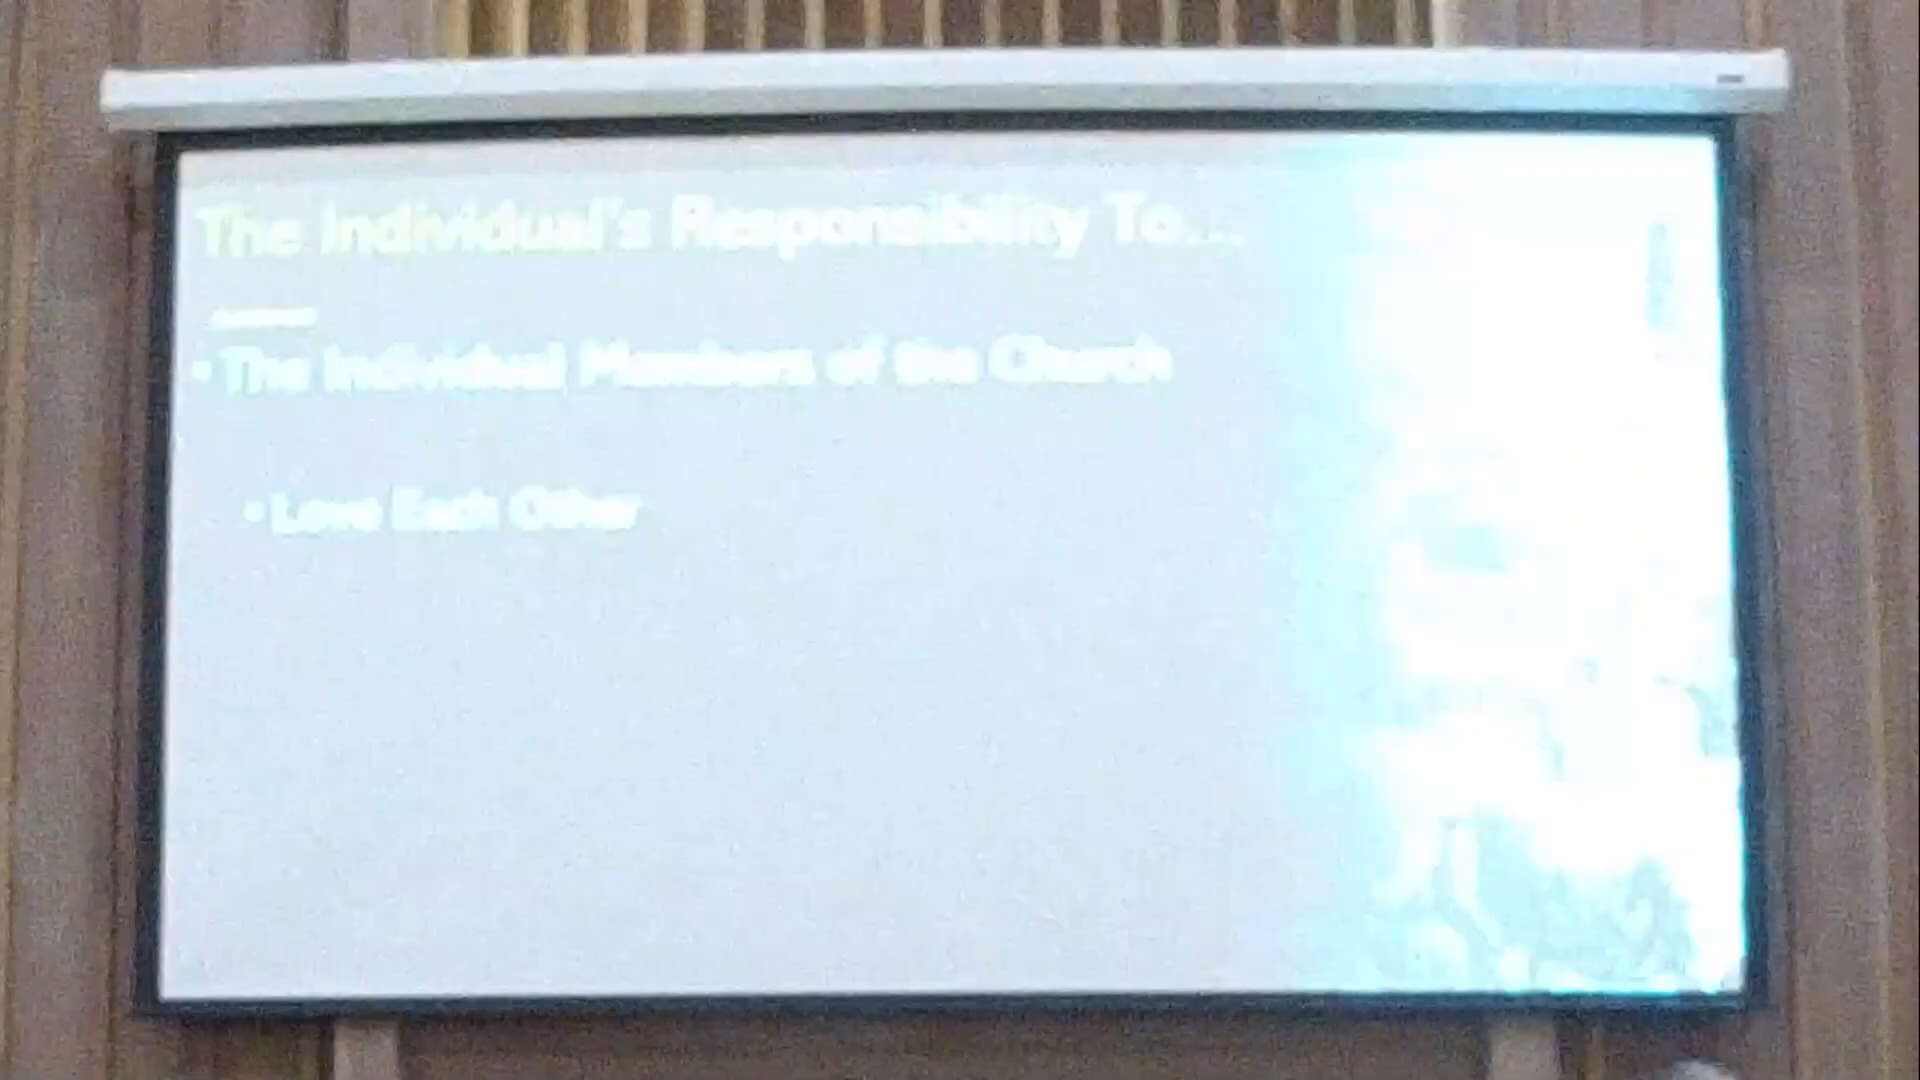 The Individual's Responsibility To...
• The Individual Members of the Church
• Love Each Other